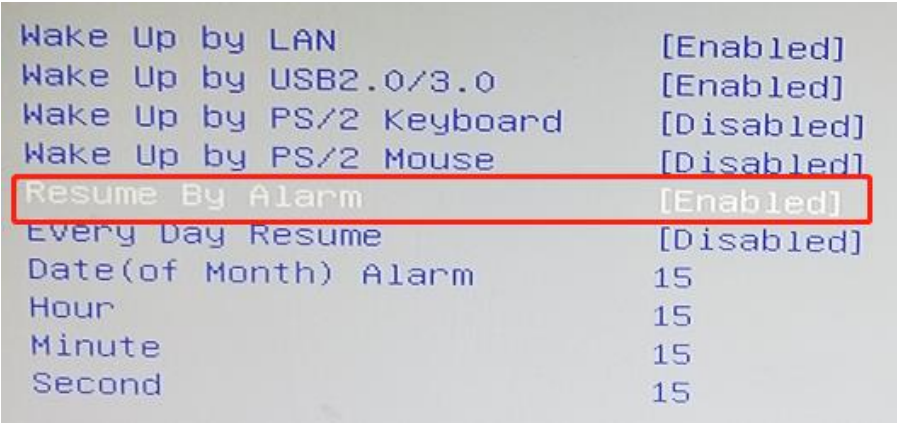 Wake Up by LAN [Enabled]
Wake Up by USB2.0/3.0 [Enabled]
Wake Up by PS/2 Keyboard [Disabled]
Wake Up by PS/2 Mouse [Disabled]
Resume By Alarm [Enabled]
Every Day Resume [Disabled]
Date(of Month) Alarm 15
Hour 15
Minute 15
Second 15